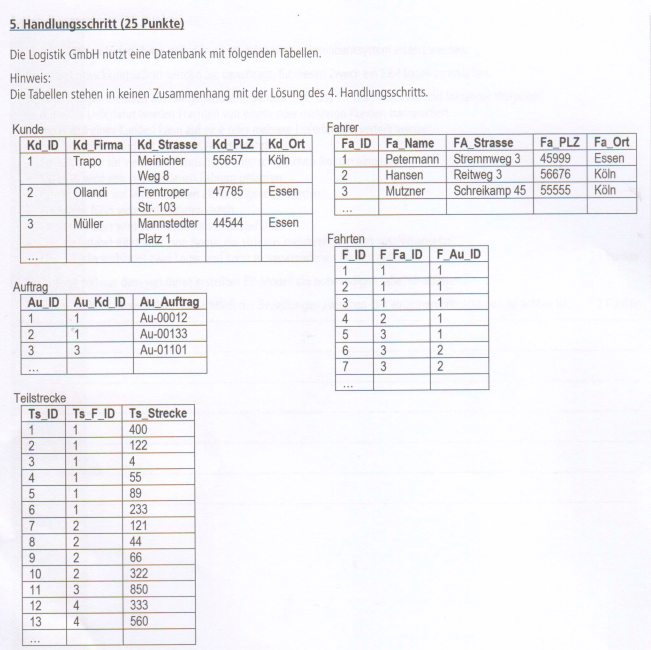 5. Handlungsschritt (25 Punkte)
Die Logistik GmbH nutzt eine Datenbank mit folgenden Tabellen.
Hinweis:
Die Tabellen stehen in keinen Zusammenhang mit der Lösung des 4. Handlungsschritts.
Kunde
Kd_ID Kd_Firma Kd_Strasse Kd_PLZ Kd_Ort
1 Trapo Meinicher 55657 Köln
Weg 8
2 Ollandi Frentroper 47785 Essen
Str. 103
3 Müller Mannstedter 44544 Essen
Platz 1
...
Fahrer
Fa_ID Fa_Name FA_Strasse Fa_PLZ Fa_Ort
1 Petermann Stremmweg 3 45999 Essen
2 Hansen Reitweg 3 56676 Köln
3 Mutzner Schreikamp 45 55555 Köln
...
Auftrag
Au_ID Au_Kd_ID Au_Auftrag
1 1 Au-00012
2 1 Au-00133
3 3 Au-01101
...
Fahrten
F_ID F_Fa_ID F_Au_ID
1 1 1
2 1 1
3 1 1
4 2 1
5 3 1
6 3 2
7 3 2
...
Teilstrecke
Ts_ID Ts_F_ID Ts_Strecke
1 1 400
2 1 122
3 1 4
4 1 55
5 1 89
6 1 233
7 2 121
8 2 44
9 2 66
10 2 322
11 3 850
12 4 333
13 4 560
...